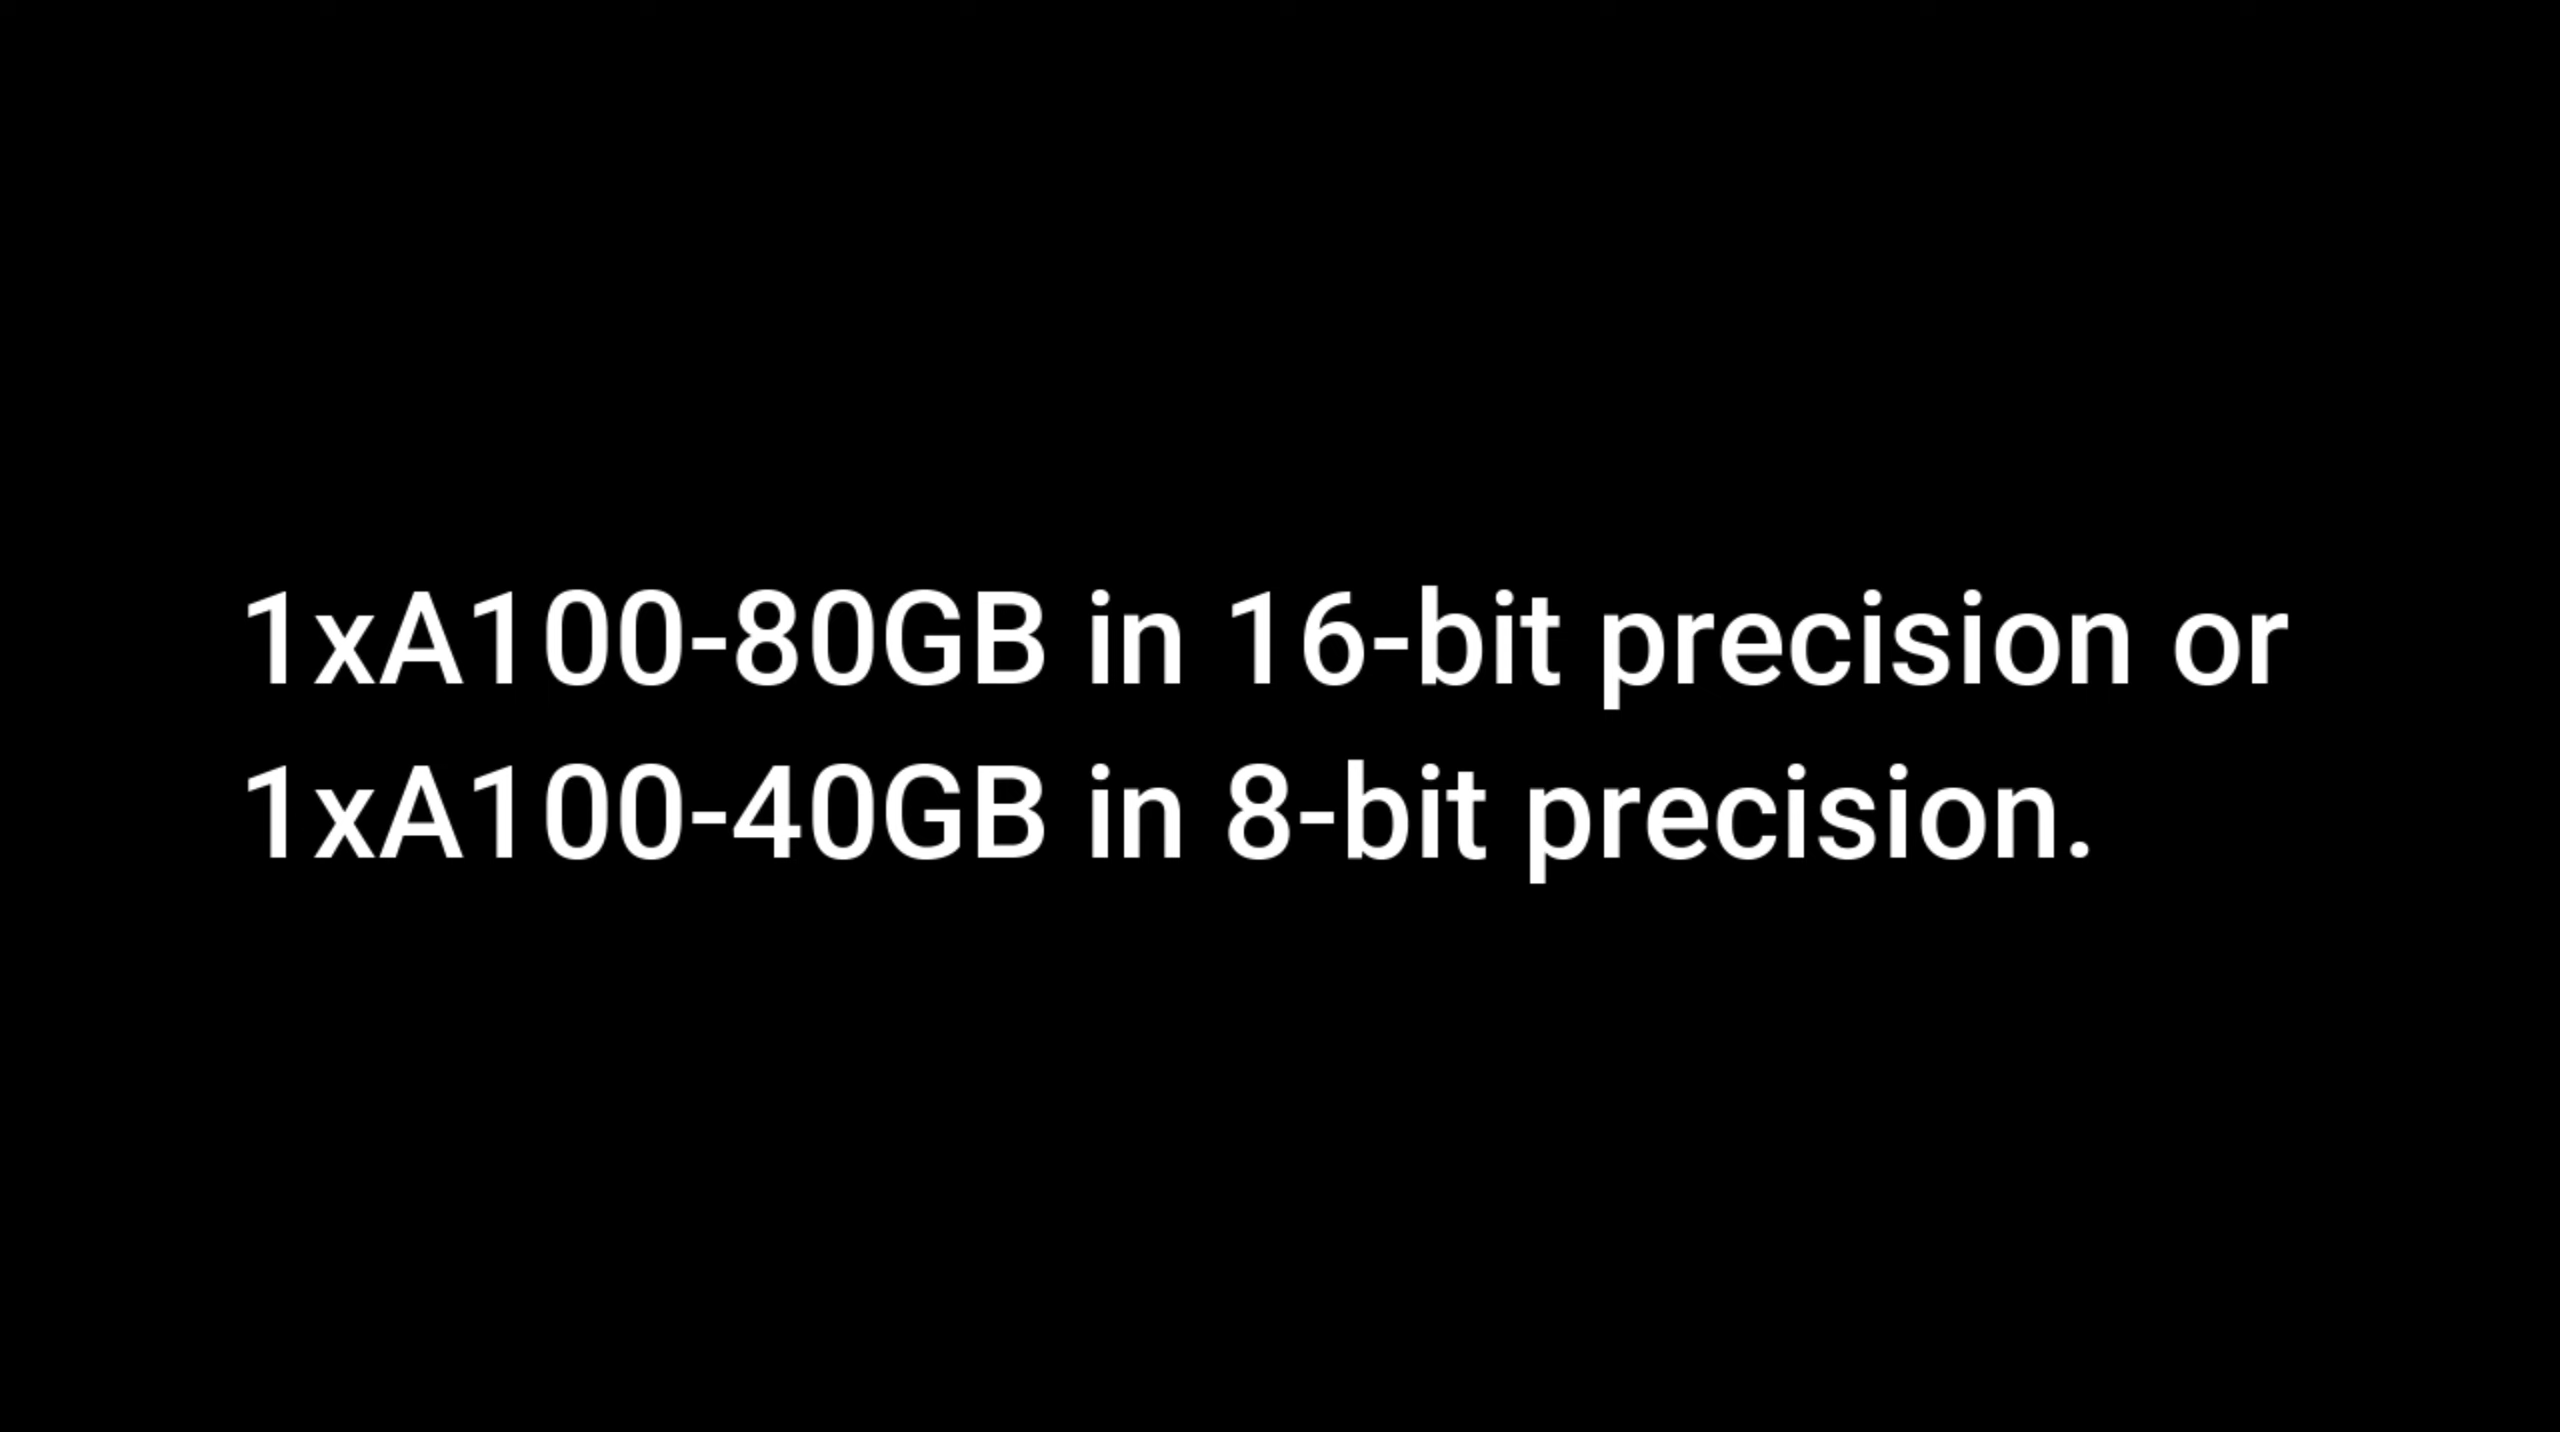 1xA100-80GB in 16-bit precision or
1xA100-40GB in 8-bit precision.